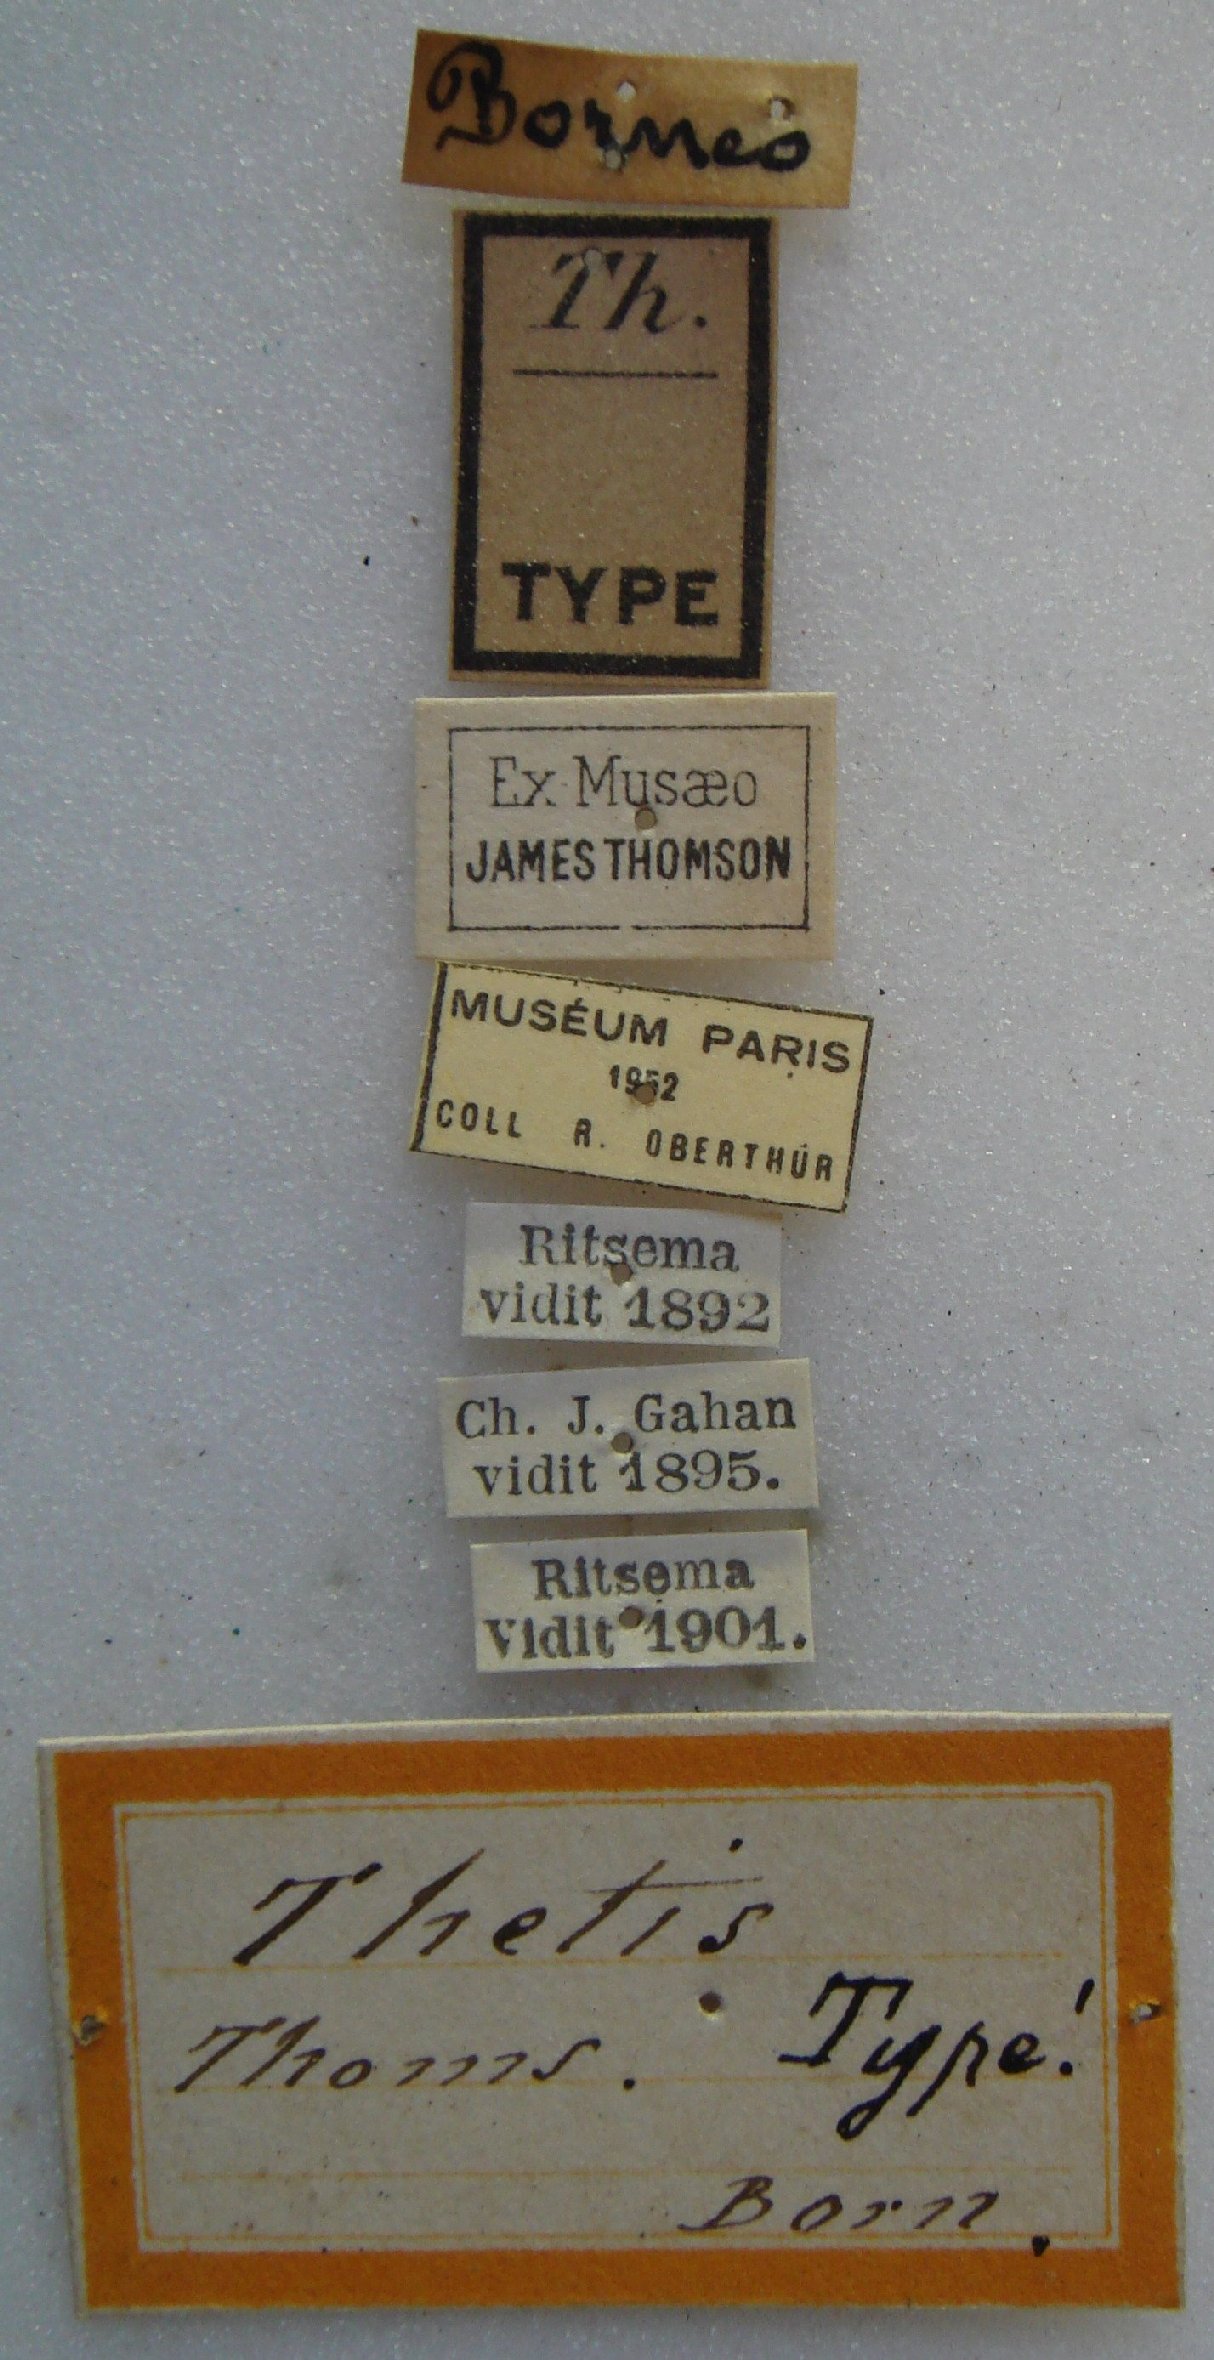 Borneo
Th.
TYPE
Ex Musæo
JAMES THOMSON
MUSÉUM PARIS
1952
COLL R. OBERTHÜR
Ritsema
vidit 1892
Ch. J. Gahan
vidit 1895.
Ritsema
Vidit 1901.
Thetis
Thoms. Type!
Born.